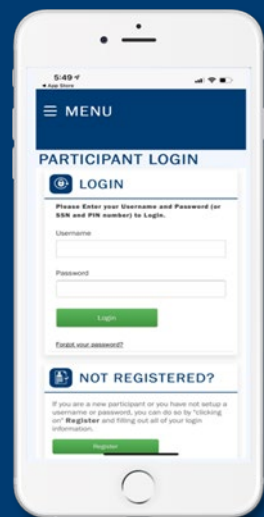 5:49
◂ App Store
☰ MENU
PARTICIPANT LOGIN
LOGIN
Please Enter your Username and Password (or
SSN and PIN number) to Login.
Username
Password
Login
Forgot your password?
NOT REGISTERED?
If you are a new participant or you have not setup a
username or password, you can do so by "clicking
on" Register and filling out all of your login
information.
Register